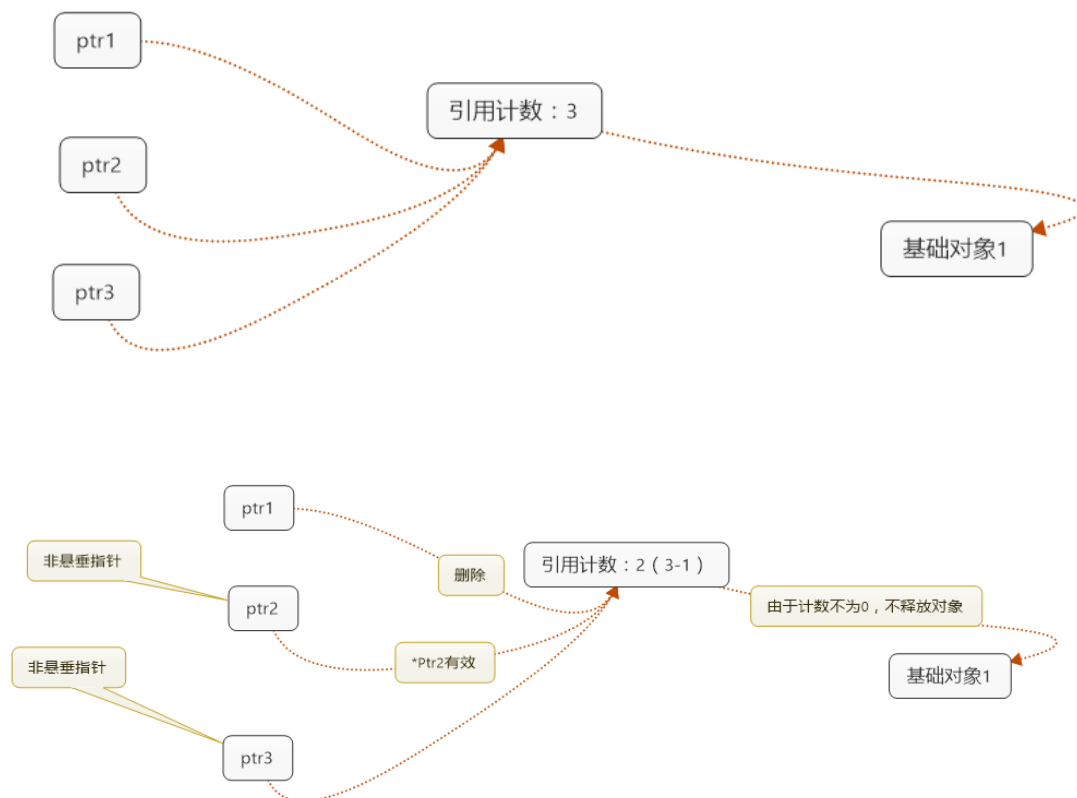 ptr1
引用计数：3
ptr2
基础对象1
ptr3
ptr1
非悬垂指针
删除
引用计数：2（3-1）
ptr2
由于计数不为0，不释放对象
非悬垂指针
*Ptr2有效
基础对象1
ptr3